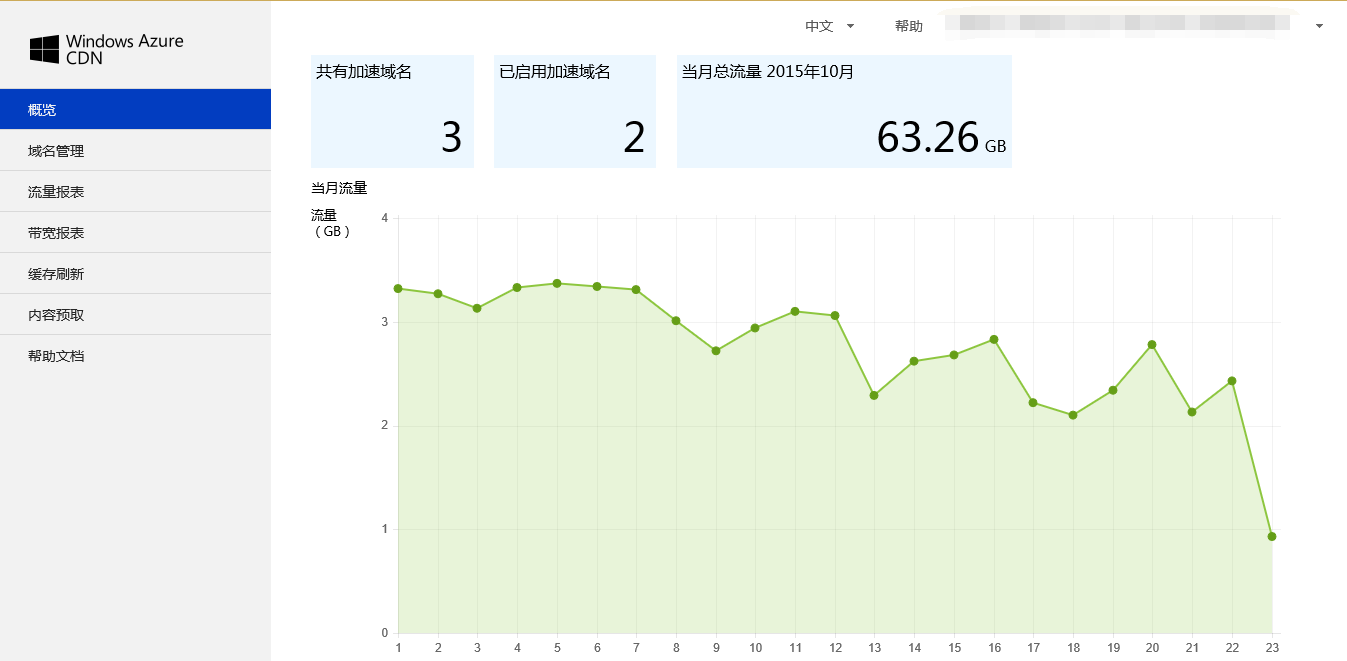 中文
帮助
Windows Azure
CDN
概览
域名管理
流量报表
带宽报表
缓存刷新
内容预取
帮助文档
共有加速域名
3
已启用加速域名
2
当月总流量 2015年10月
63.26 GB
当月流量
流量
（GB）
4
3
2
1
0
1 2 3 4 5 6 7 8 9 10 11 12 13 14 15 16 17 18 19 20 21 22 23